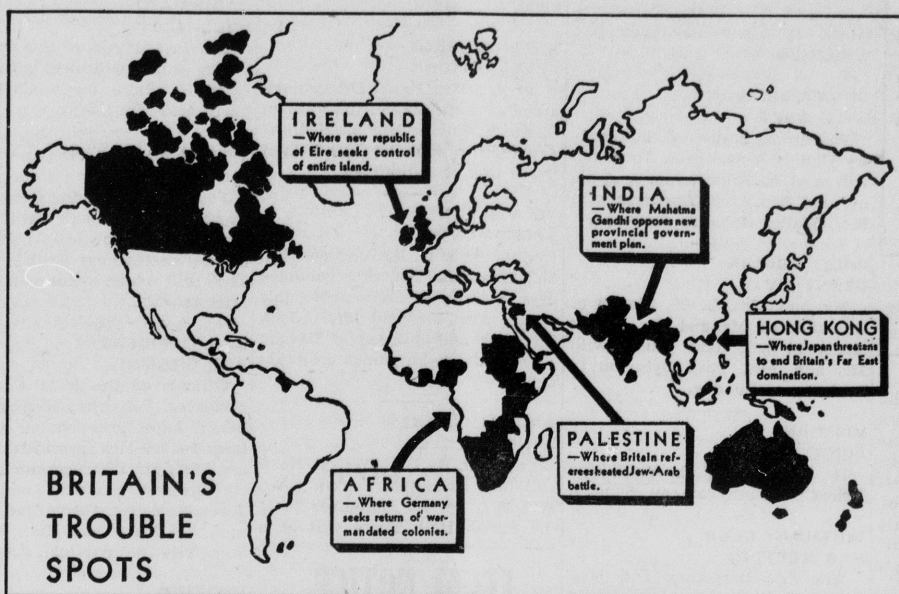 IRELAND
—Where new republic
of Eire seeks control
of entire island.
INDIA
—Where Mahatma
Gandhi opposes new
provincial govern-
ment plan.
HONG KONG
—Where Japan threatens
to end Britain's Far East
domination.
PALESTINE
—Where Britain ref-
erees heated Jew-Arab
battle.
AFRICA
—Where Germany
seeks return of war-
mandated colonies.
BRITAIN'S
TROUBLE
SPOTS